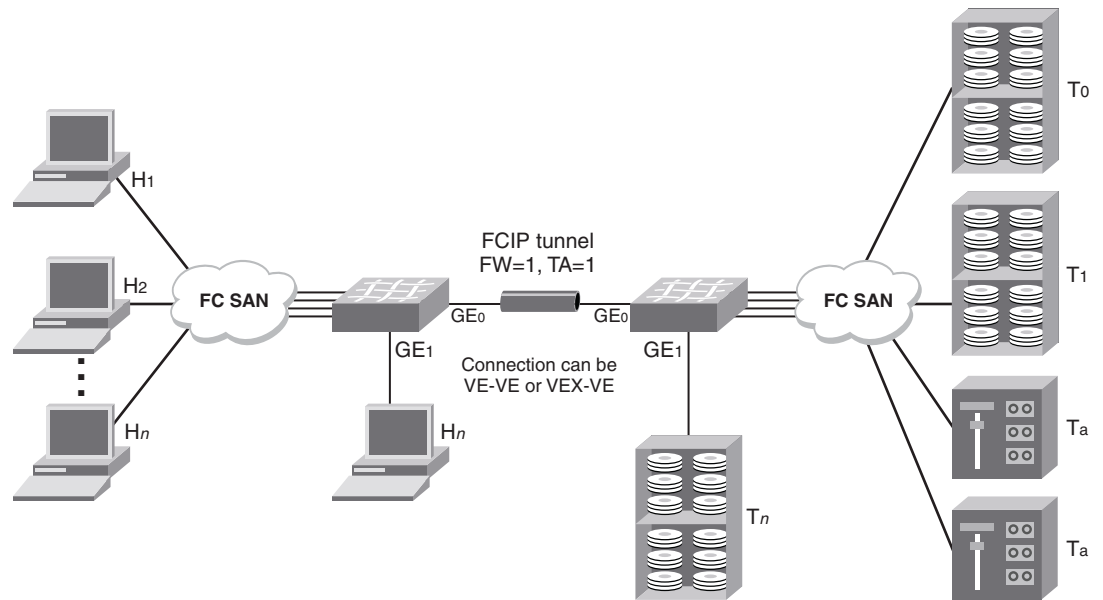 T0
H1
FCIP tunnel
FW=1, TA=1
H2
T1
FC SAN
GE0
GE0
FC SAN
GE1
GE1
Connection can be
VE-VE or VEX-VE
Hn
Hn
Ta
Tn
Ta